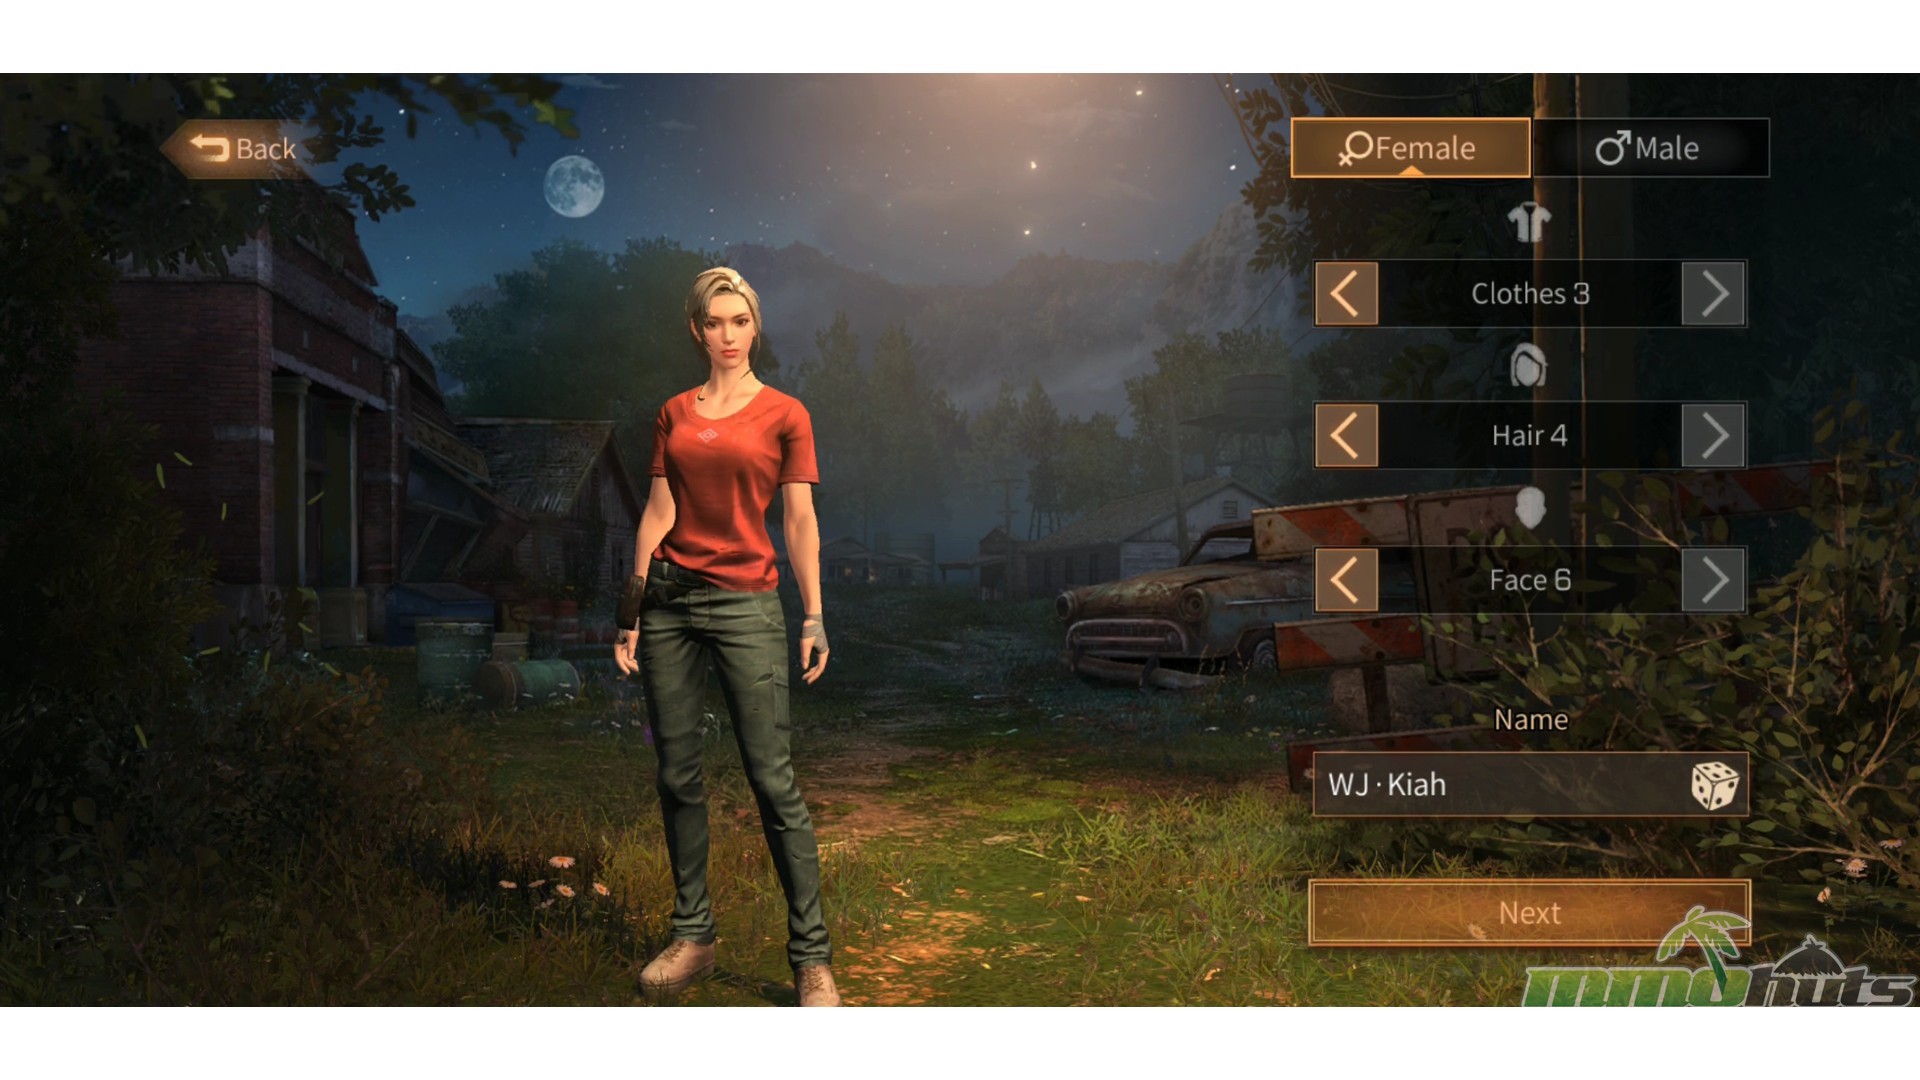 Back
Female
Male
Clothes 3
Hair 4
Face 6
Name
WJ·Kiah
Next
mmohuts